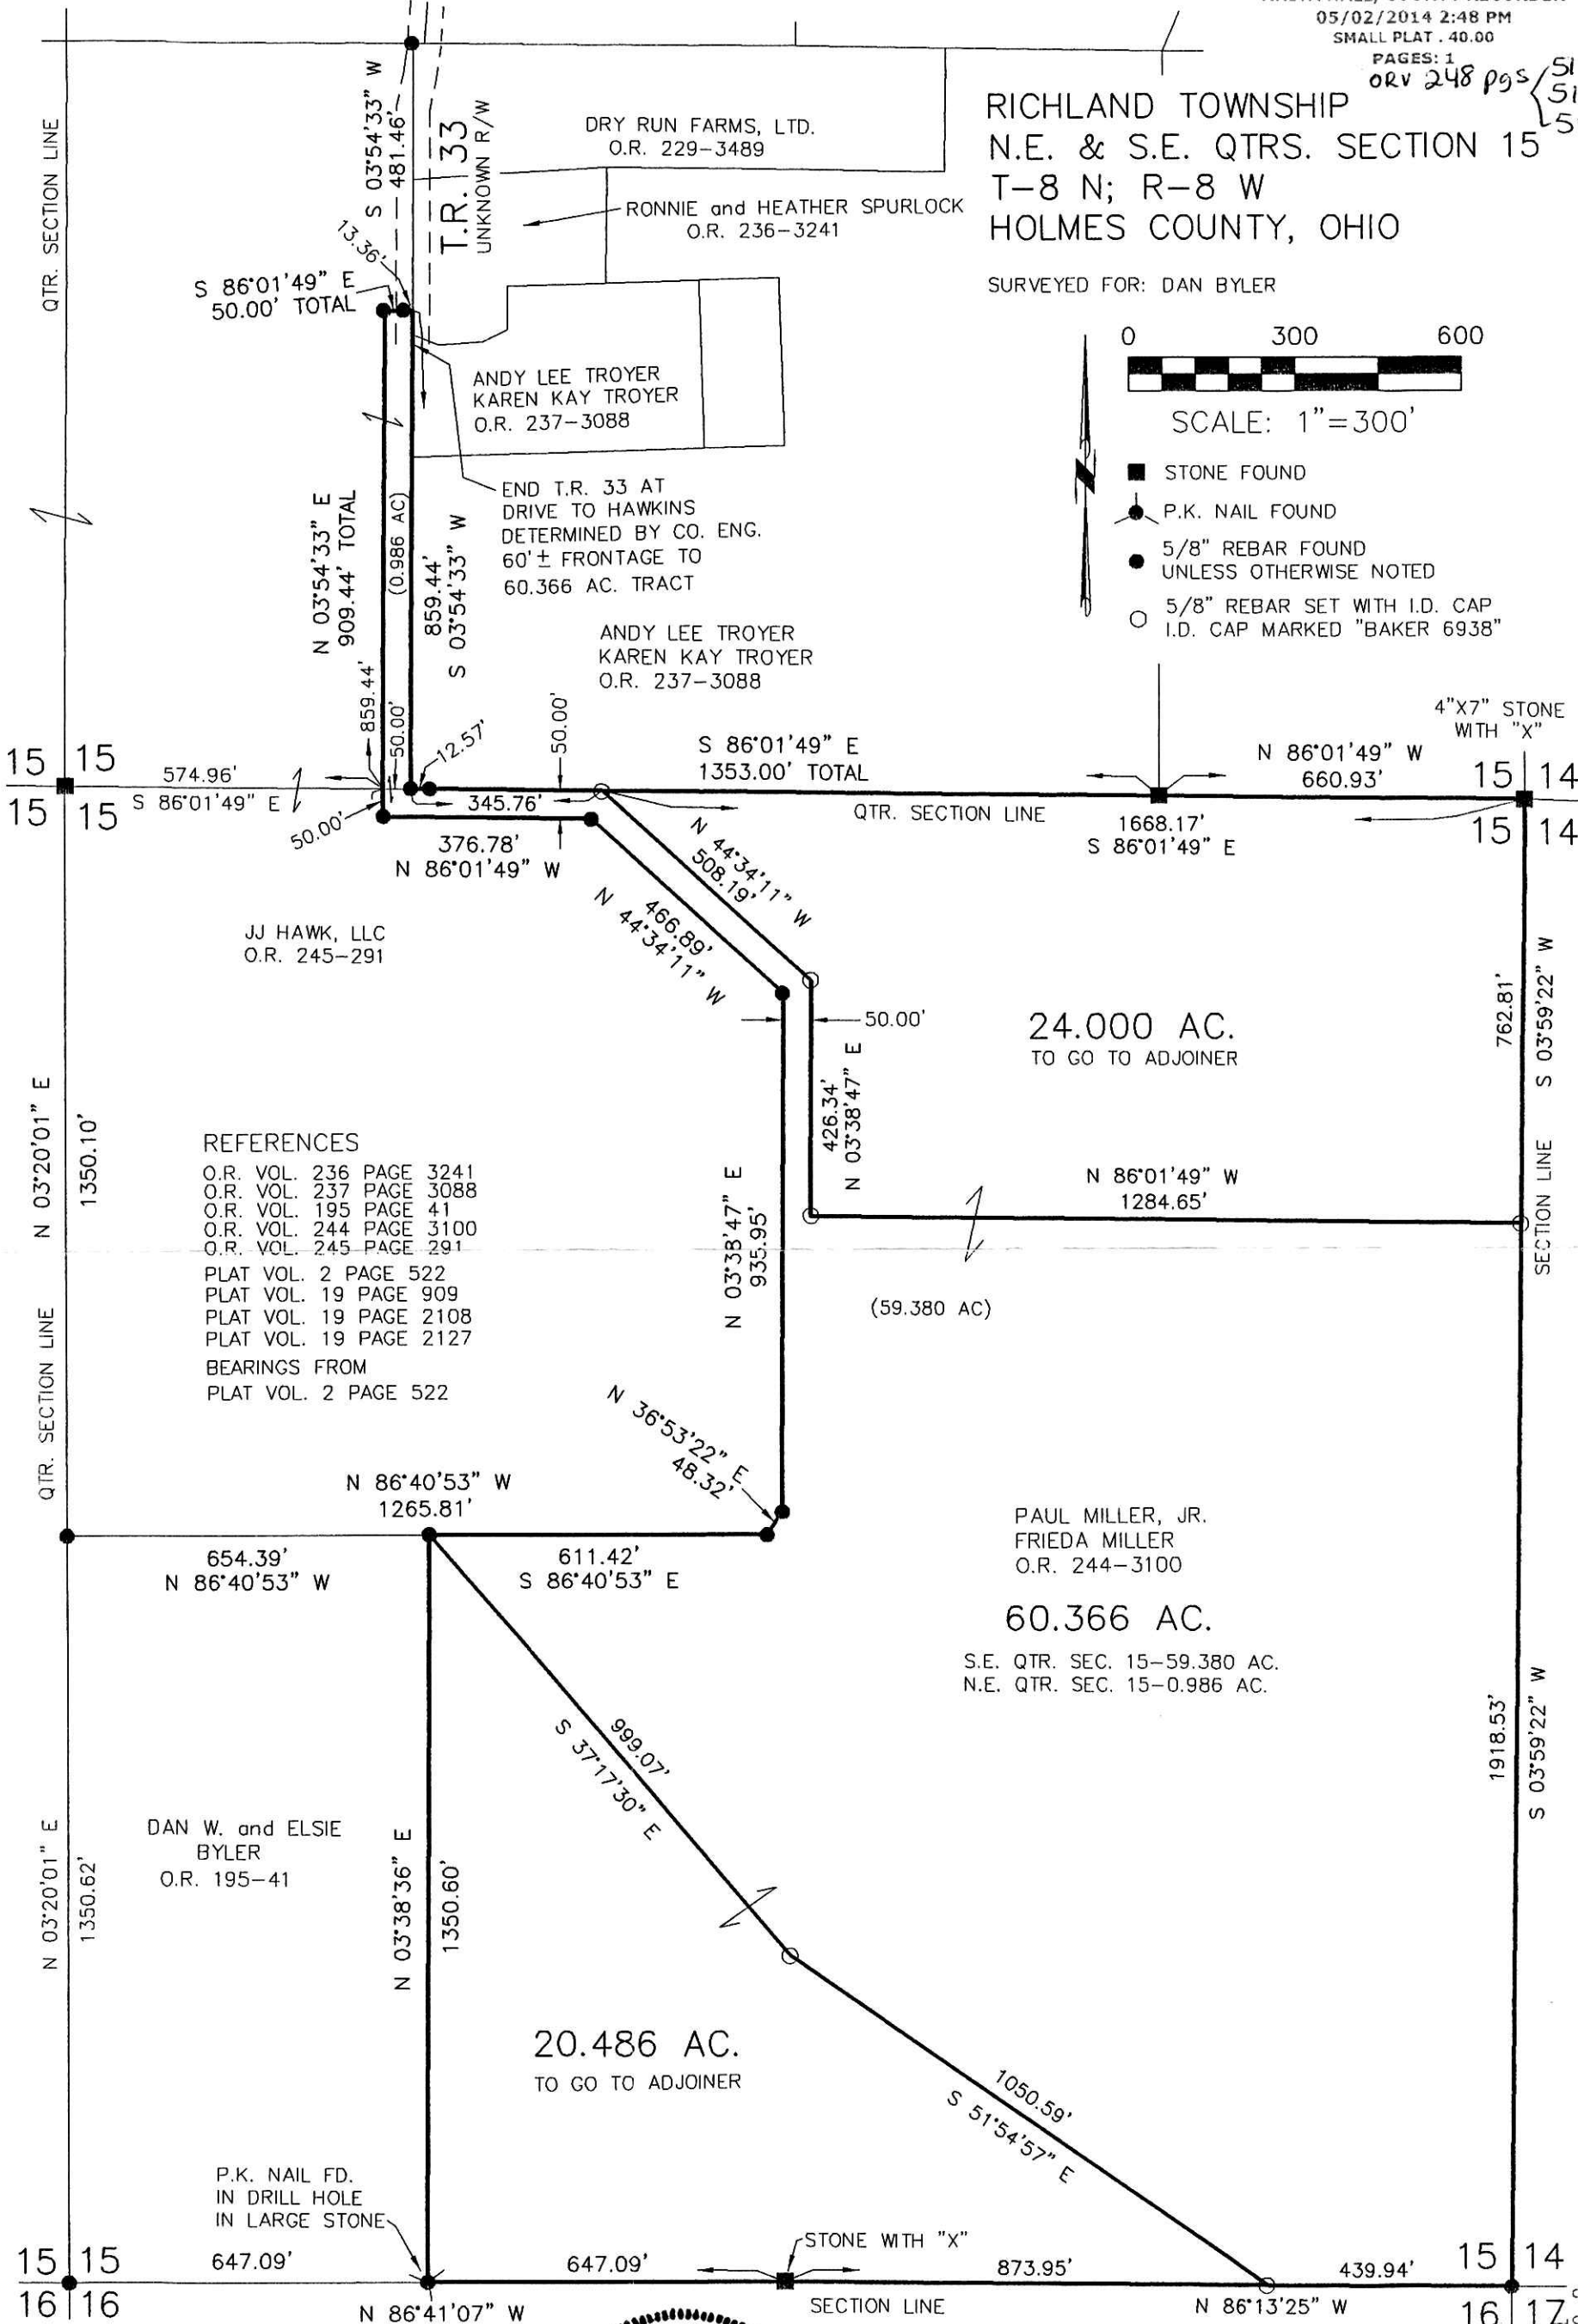 05/02/2014 2:48 PM
SMALL PLAT . 40.00
PAGES: 1
ORV 248 pgs
RICHLAND TOWNSHIP
N.E. & S.E. QTRS. SECTION 15
T-8 N; R-8 W
HOLMES COUNTY, OHIO
SURVEYED FOR: DAN BYLER
0 300 600
SCALE: 1"=300'
STONE FOUND
P.K. NAIL FOUND
5/8" REBAR FOUND
UNLESS OTHERWISE NOTED
5/8" REBAR SET WITH I.D. CAP
I.D. CAP MARKED "BAKER 6938"
QTR. SECTION LINE
S 03°54'33" W
481.46'
T.R. 33
UNKNOWN R/W
DRY RUN FARMS, LTD.
O.R. 229-3489
RONNIE and HEATHER SPURLOCK
O.R. 236-3241
13.36'
S 86°01'49" E
50.00' TOTAL
ANDY LEE TROYER
KAREN KAY TROYER
O.R. 237-3088
END T.R. 33 AT
DRIVE TO HAWKINS
DETERMINED BY CO. ENG.
60'± FRONTAGE TO
60.366 AC. TRACT
N 03°54'33" E
909.44' TOTAL
(0.986 AC)
859.44'
S 03°54'33" W
ANDY LEE TROYER
KAREN KAY TROYER
O.R. 237-3088
859.44'
50.00'
12.57'
50.00'
S 86°01'49" E
1353.00' TOTAL
N 86°01'49" W
660.93'
4"X7" STONE
WITH "X"
15 15
15 15
574.96'
S 86°01'49" E
50.00'
345.76'
QTR. SECTION LINE
1668.17'
S 86°01'49" E
15 14
15 14
376.78'
N 86°01'49" W
N 44°34'11" W
508.19'
466.89'
N 44°34'11" W
JJ HAWK, LLC
O.R. 245-291
50.00'
24.000 AC.
TO GO TO ADJOINER
762.81'
S 03°59'22" W
426.34'
N 03°38'47" E
N 86°01'49" W
1284.65'
SECTION LINE
N 03°20'01" E
1350.10'
REFERENCES
O.R. VOL. 236 PAGE 3241
O.R. VOL. 237 PAGE 3088
O.R. VOL. 195 PAGE 41
O.R. VOL. 244 PAGE 3100
O.R. VOL. 245 PAGE 291
PLAT VOL. 2 PAGE 522
PLAT VOL. 19 PAGE 909
PLAT VOL. 19 PAGE 2108
PLAT VOL. 19 PAGE 2127
BEARINGS FROM
PLAT VOL. 2 PAGE 522
N 03°38'47" E
935.95'
(59.380 AC)
QTR. SECTION LINE
N 36°53'22" E
48.32'
N 86°40'53" W
1265.81'
654.39'
N 86°40'53" W
611.42'
S 86°40'53" E
PAUL MILLER, JR.
FRIEDA MILLER
O.R. 244-3100
60.366 AC.
S.E. QTR. SEC. 15-59.380 AC.
N.E. QTR. SEC. 15-0.986 AC.
1918.53'
S 03°59'22" W
999.07'
S 37°17'30" E
DAN W. and ELSIE
BYLER
O.R. 195-41
N 03°20'01" E
1350.62'
N 03°38'36" E
1350.60'
20.486 AC.
TO GO TO ADJOINER
1050.59'
S 51°54'57" E
P.K. NAIL FD.
IN DRILL HOLE
IN LARGE STONE
STONE WITH "X"
15 15
16 16
647.09'
647.09'
873.95'
439.94'
15 14
16 17
N 86°41'07" W
SECTION LINE
N 86°13'25" W